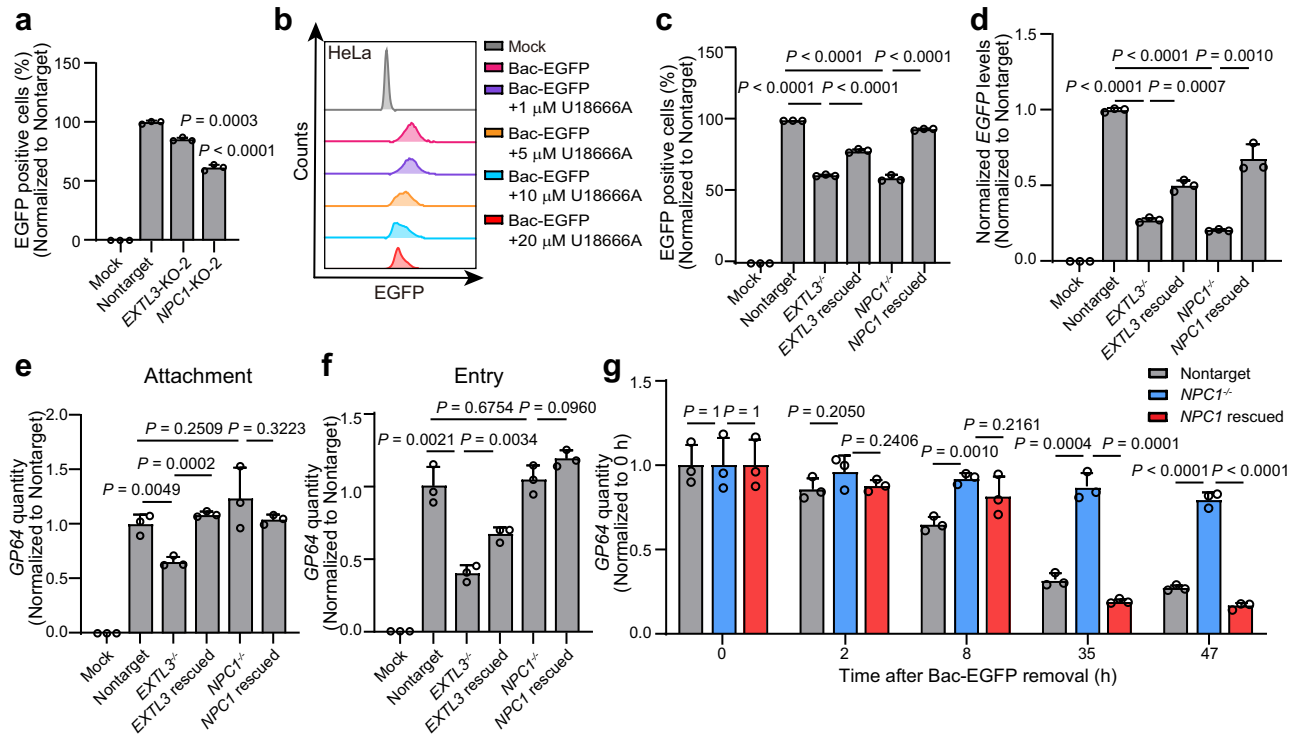 a
EGFP positive cells (%)
(Normalized to Nontarget)
150
100
50
0
P = 0.0003
P < 0.0001
Mock
Nontarget
EXTL3-KO-2
NPC1-KO-2
b
HeLa
Counts
EGFP
Mock
Bac-EGFP
Bac-EGFP
+1 μM U18666A
Bac-EGFP
+5 μM U18666A
Bac-EGFP
+10 μM U18666A
Bac-EGFP
+20 μM U18666A
c
EGFP positive cells (%)
(Normalized to Nontarget)
150
100
50
0
P < 0.0001
P < 0.0001
P < 0.0001
P < 0.0001
Mock
Nontarget
EXTL3-/-
EXTL3 rescued
NPC1-/-
NPC1 rescued
d
Normalized EGFP levels
(Normalized to Nontarget)
1.5
1.0
0.5
0.0
P < 0.0001
P = 0.0010
P < 0.0001
P = 0.0007
Mock
Nontarget
EXTL3-/-
EXTL3 rescued
NPC1-/-
NPC1 rescued
e
Attachment
GP64 quantity
(Normalized to Nontarget)
2.0
1.5
1.0
0.5
0.0
P = 0.2509
P = 0.3223
P = 0.0002
P = 0.0049
Mock
Nontarget
EXTL3-/-
EXTL3 rescued
NPC1-/-
NPC1 rescued
f
Entry
GP64 quantity
(Normalized to Nontarget)
1.5
1.0
0.5
0.0
P = 0.6754
P = 0.0960
P = 0.0021
P = 0.0034
Mock
Nontarget
EXTL3-/-
EXTL3 rescued
NPC1-/-
NPC1 rescued
g
Nontarget
NPC1-/-
NPC1 rescued
GP64 quantity
(Normalized to 0 h)
1.5
1.0
0.5
0.0
P = 1
P = 1
P = 0.2050
P = 0.2406
P = 0.0010
P = 0.2161
P = 0.0004
P = 0.0001
P < 0.0001
P < 0.0001
0
2
8
35
47
Time after Bac-EGFP removal (h)